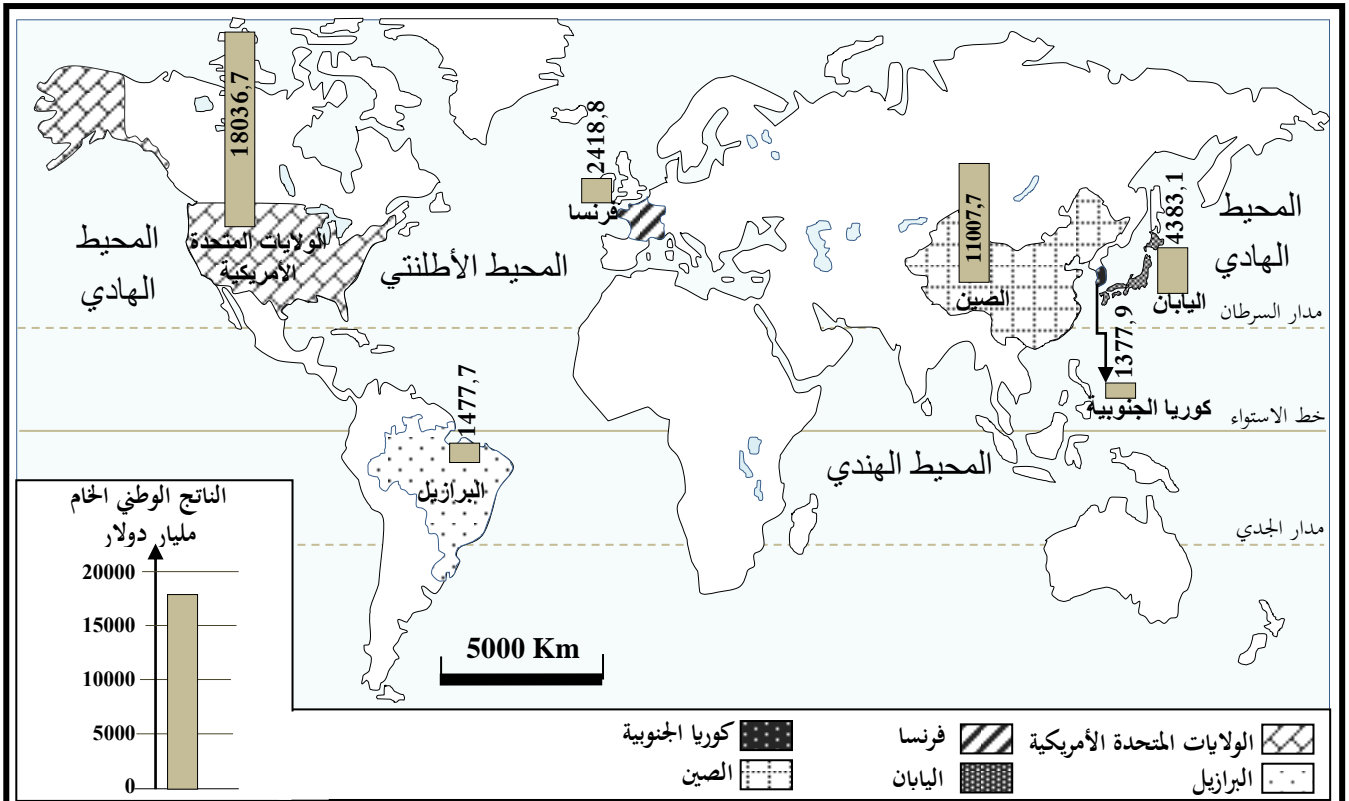 18036,7
2418,8
فرنسا
الولايات المتحدة
الأمريكية
المحيط
الهادي
المحيط الأطلنتي
11007,7
الصين
4383,1
اليابان
المحيط
الهادي
مدار السرطان
1377,9
كوريا الجنوبية
خط الاستواء
1477,7
البرازيل
المحيط الهندي
مدار الجدي
الناتج الوطني الخام
مليار دولار
20000
15000
10000
5000
0
5000 Km
الولايات المتحدة الأمريكية
فرنسا
كوريا الجنوبية
البرازيل
اليابان
الصين